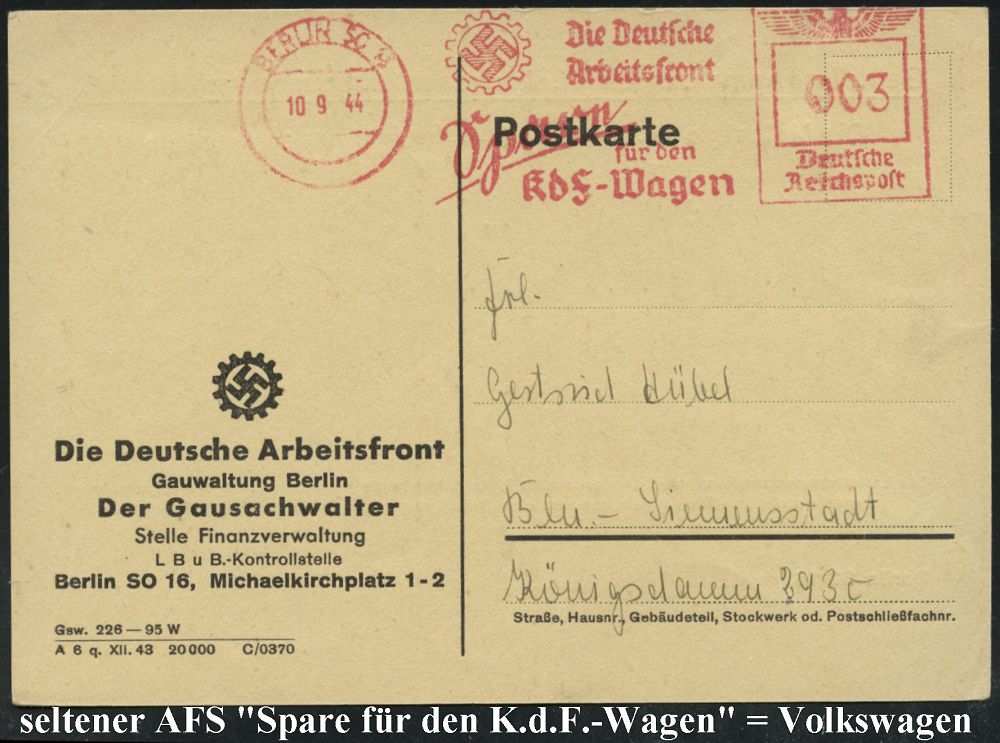 BERLIN SO
10 9 44
Die Deutsche
Arbeitsfront
Sparen
für den
KdF-Wagen
003
Deutsche
Reichspost
Postkarte
Frl.
Gertrud Hübel
Bln.- Siemensstadt
Königsdamm 393c
Straße, Hausnr., Gebäudeteil, Stockwerk od. Postschließfachnr.
Die Deutsche Arbeitsfront
Gauwaltung Berlin
Der Gausachwalter
Stelle Finanzverwaltung
L B u B.-Kontrollstelle
Berlin SO 16, Michaelkirchplatz 1-2
Gsw. 226 — 95 W
A 6 q. XII. 43 20000 C/0370
seltener AFS "Spare für den K.d.F.-Wagen" = Volkswagen